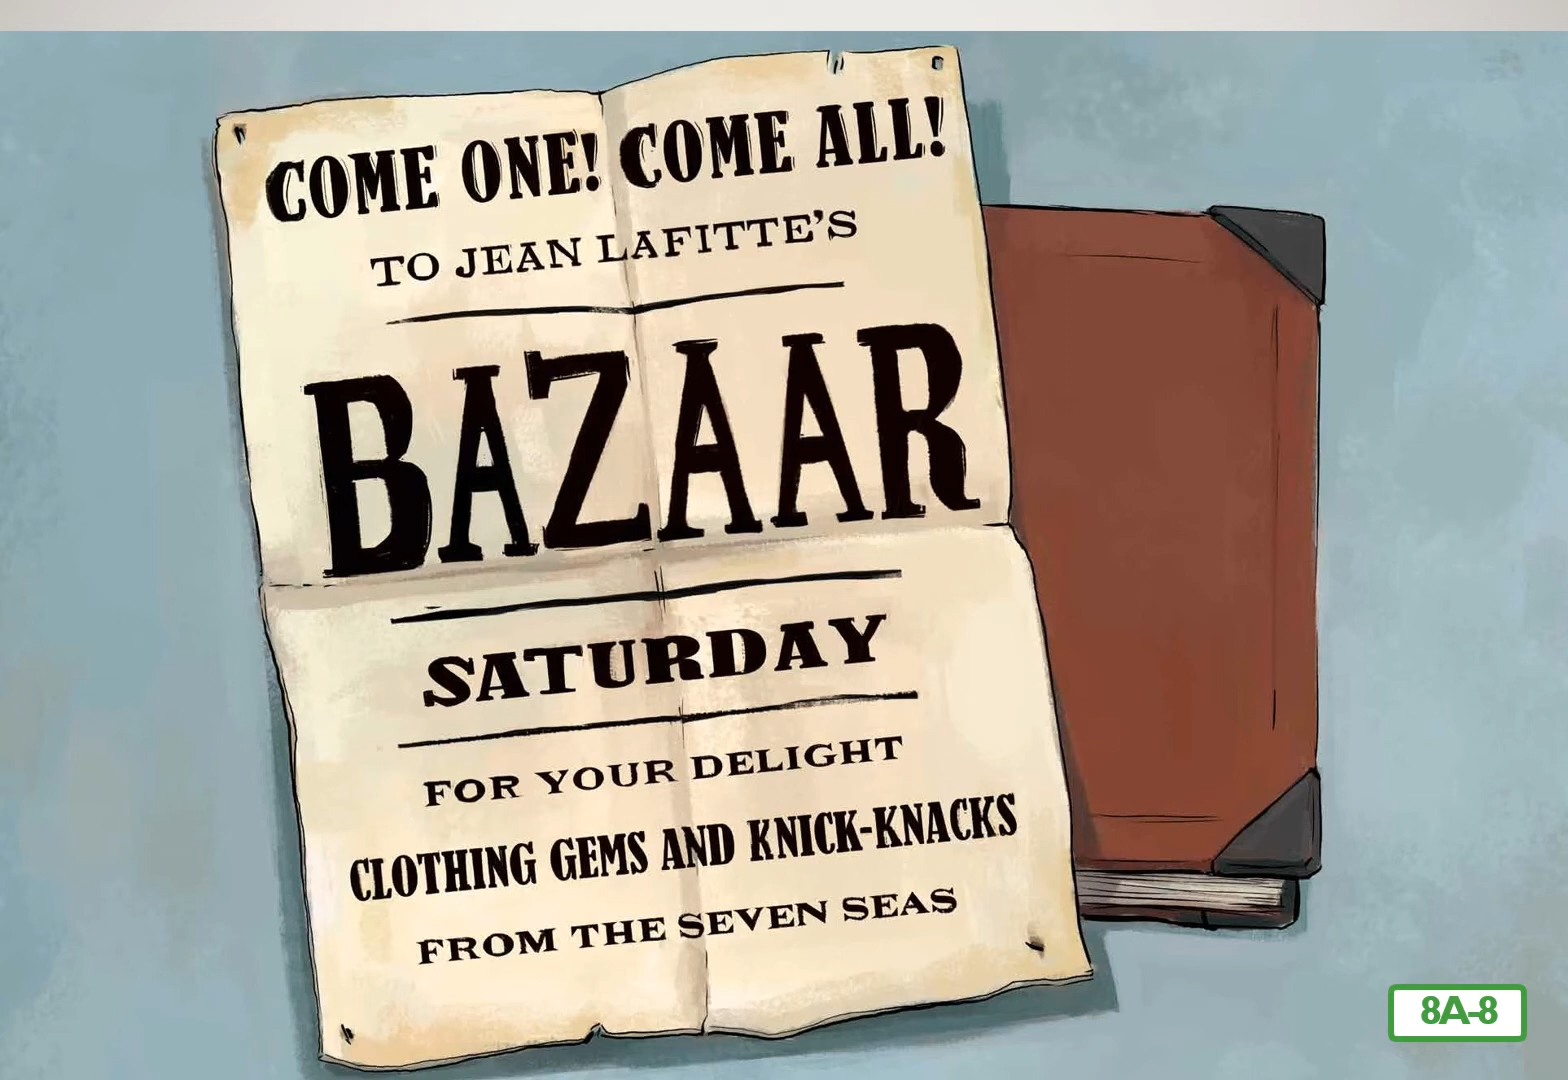 COME ONE! COME ALL!
TO JEAN LAFITTE'S
BAZAAR
SATURDAY
FOR YOUR DELIGHT
CLOTHING GEMS AND KNICK-KNACKS
FROM THE SEVEN SEAS
8A-8